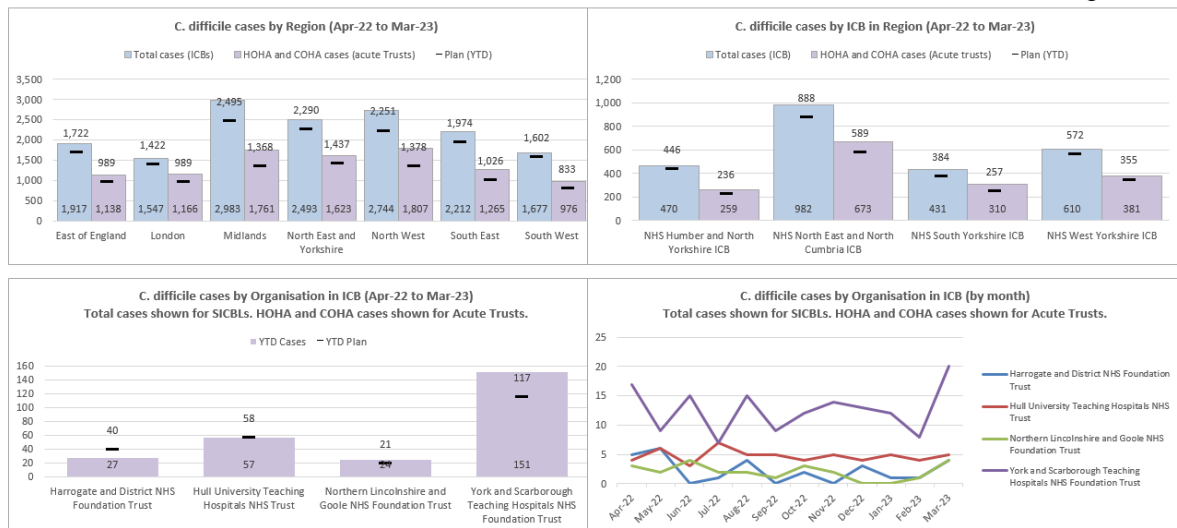 C. difficile cases by Region (Apr-22 to Mar-23)
Total cases (ICBs) HOHA and COHA cases (acute Trusts) Plan (YTD)
3,500
3,000
2,500
2,000
1,500
1,000
500
0
1,722 989 1,422 989 2,495 1,368 2,290 1,437 2,251 1,378 1,974 1,026 1,602 833
1,917 1,138 1,547 1,166 2,983 1,761 2,493 1,623 2,744 1,807 2,212 1,265 1,677 976
East of England London Midlands North East and North West South East South West
Yorkshire
C. difficile cases by ICB in Region (Apr-22 to Mar-23)
Total cases (ICB) HOHA and COHA cases (Acute trusts) Plan (YTD)
1,200
1,000
800
600
400
200
0
446 236 888 589 384 257 572 355
470 259 982 673 431 310 610 381
NHS Humber and North NHS North East and North NHS South Yorkshire ICB NHS West Yorkshire ICB
Yorkshire ICB Cumbria ICB
C. difficile cases by Organisation in ICB (Apr-22 to Mar-23)
Total cases shown for SICBLs. HOHA and COHA cases shown for Acute Trusts.
YTD Cases YTD Plan
160
140
120
100
80
60
40
20
0
40 58 21 117
27 57 24 151
Harrogate and District NHS Hull University Teaching Northern Lincolnshire and York and Scarborough
Foundation Trust Hospitals NHS Trust Goole NHS Foundation Trust Teaching Hospitals NHS
Foundation Trust
C. difficile cases by Organisation in ICB (by month)
Total cases shown for SICBLs. HOHA and COHA cases shown for Acute Trusts.
25
20
15
10
5
0
Apr-22 May-22 Jun-22 Jul-22 Aug-22 Sep-22 Oct-22 Nov-22 Dec-22 Jan-23 Feb-23 Mar-23
Harrogate and District NHS Foundation
Trust
Hull University Teaching Hospitals NHS
Trust
Northern Lincolnshire and Goole NHS
Foundation Trust
York and Scarborough Teaching
Hospitals NHS Foundation Trust